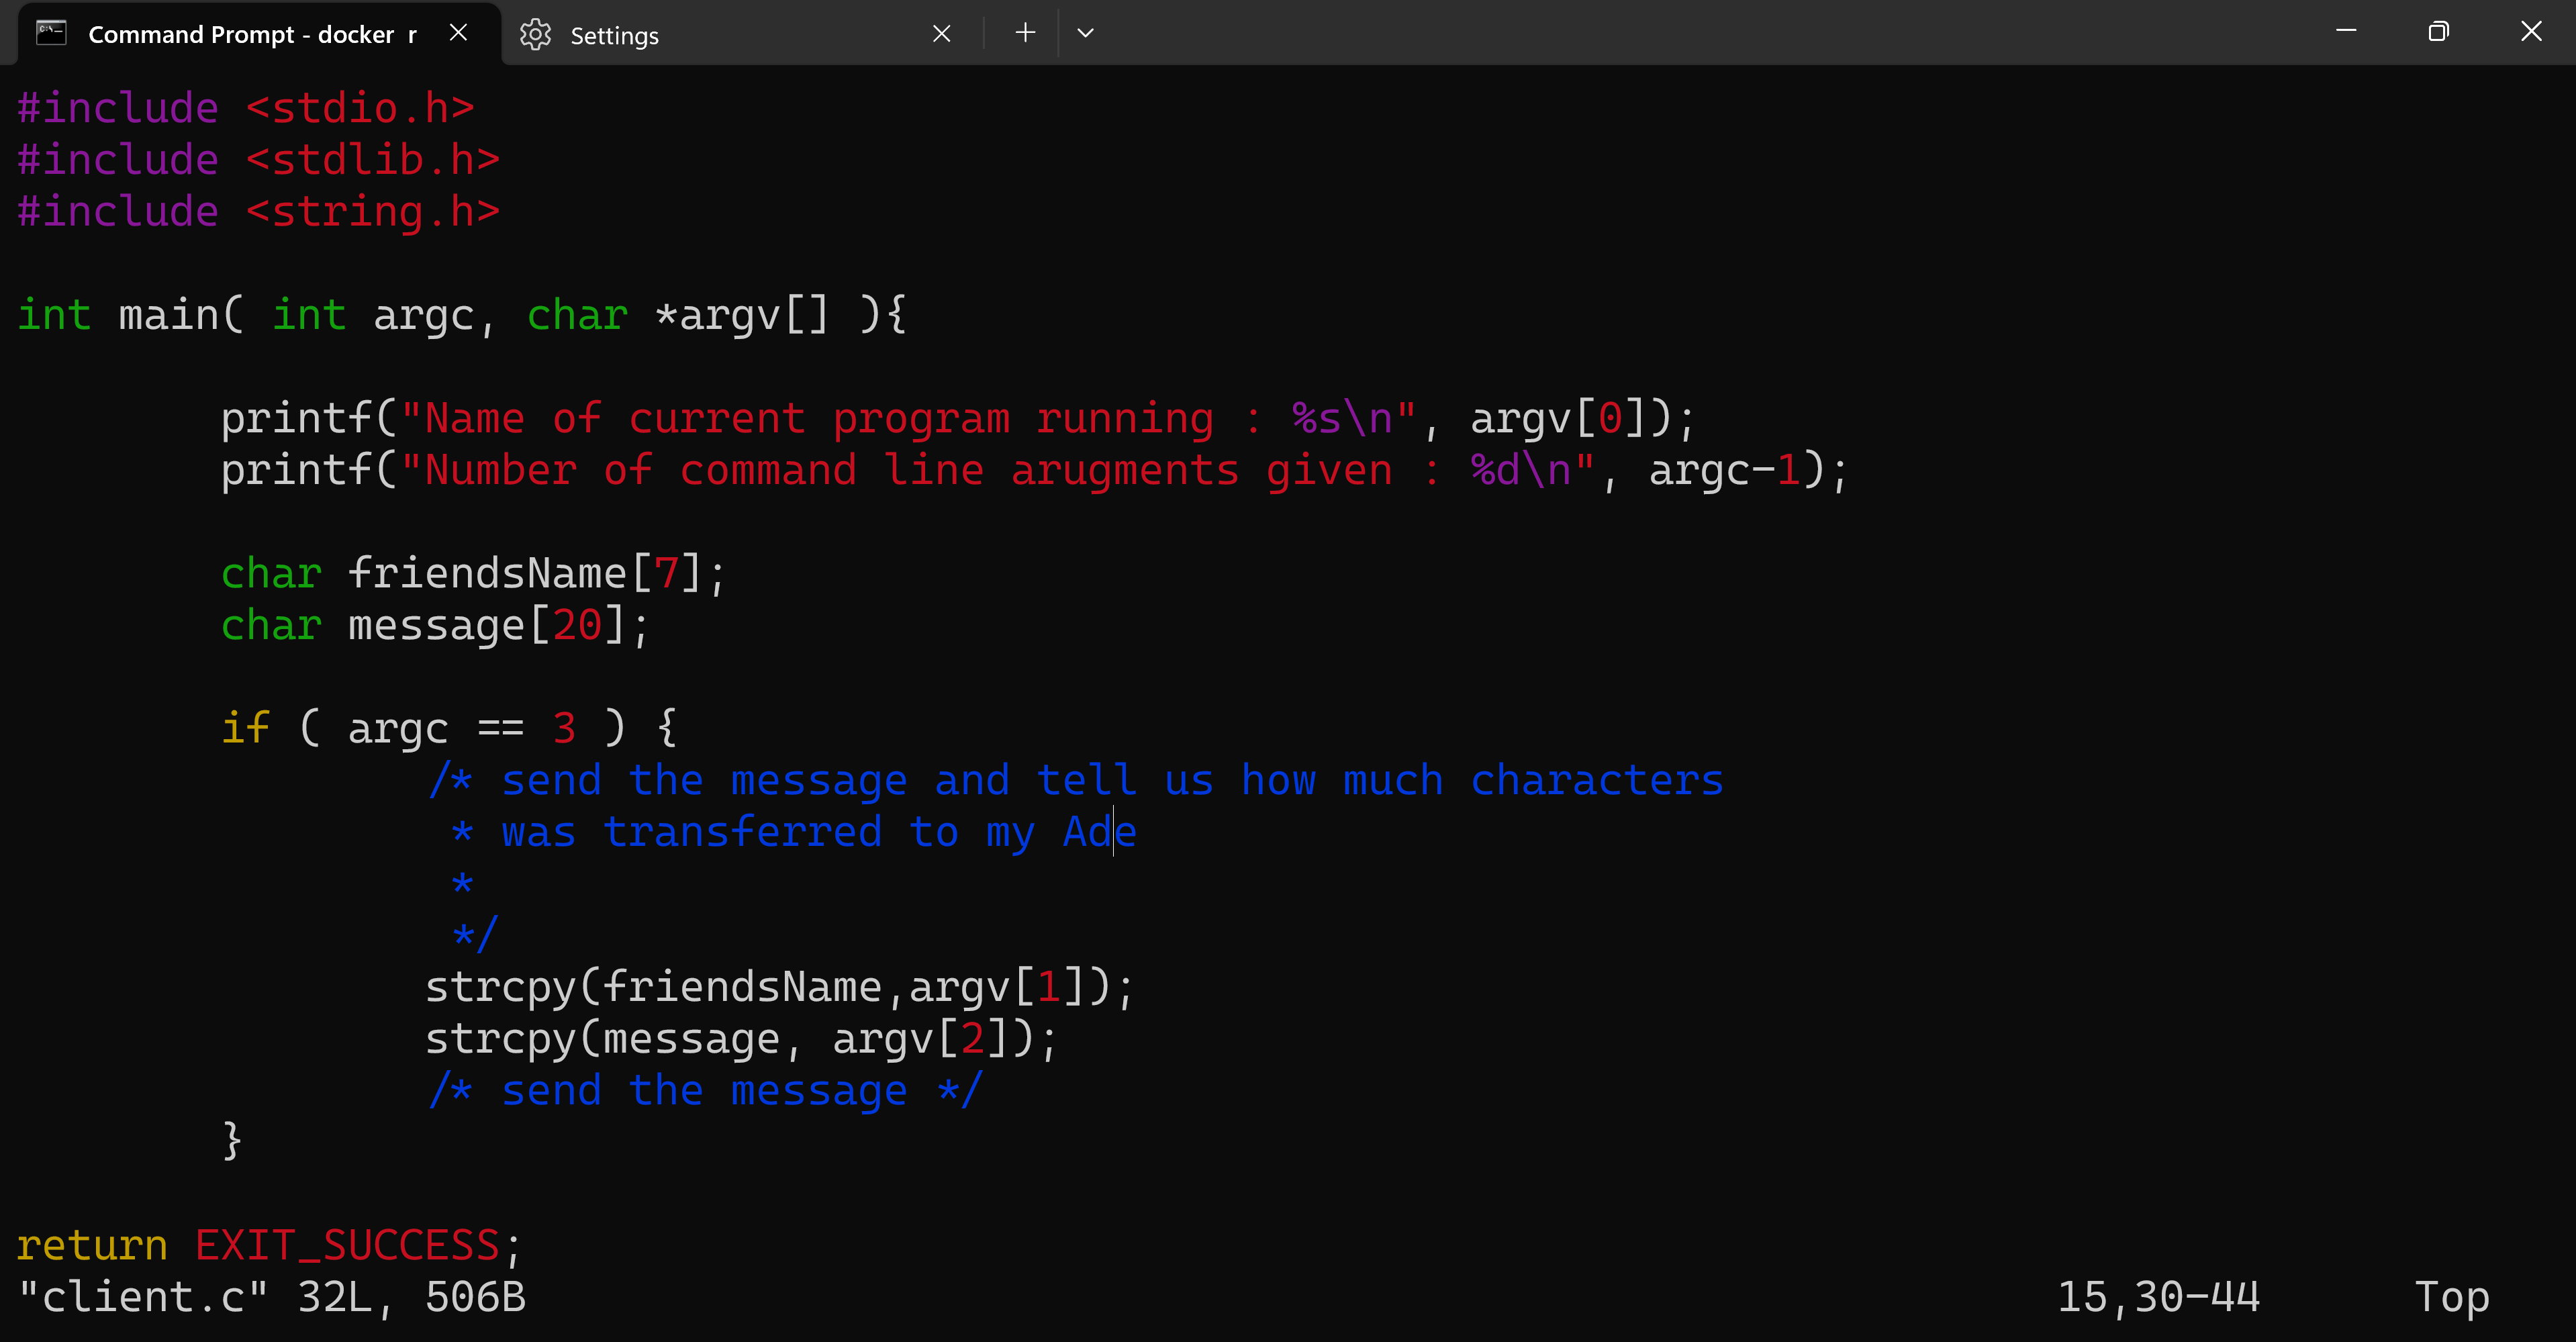 Command Prompt - docker r
Settings
#include <stdio.h>
#include <stdlib.h>
#include <string.h>
int main( int argc, char *argv[] ){
printf("Name of current program running : %s\n", argv[0]);
printf("Number of command line arugments given : %d\n", argc-1);
char friendsName[7];
char message[20];
if ( argc == 3 ) {
/* send the message and tell us how much characters
* was transferred to my Ade
*
*/
strcpy(friendsName,argv[1]);
strcpy(message, argv[2]);
/* send the message */
}
return EXIT_SUCCESS;
"client.c" 32L, 506B 15,30-44 Top